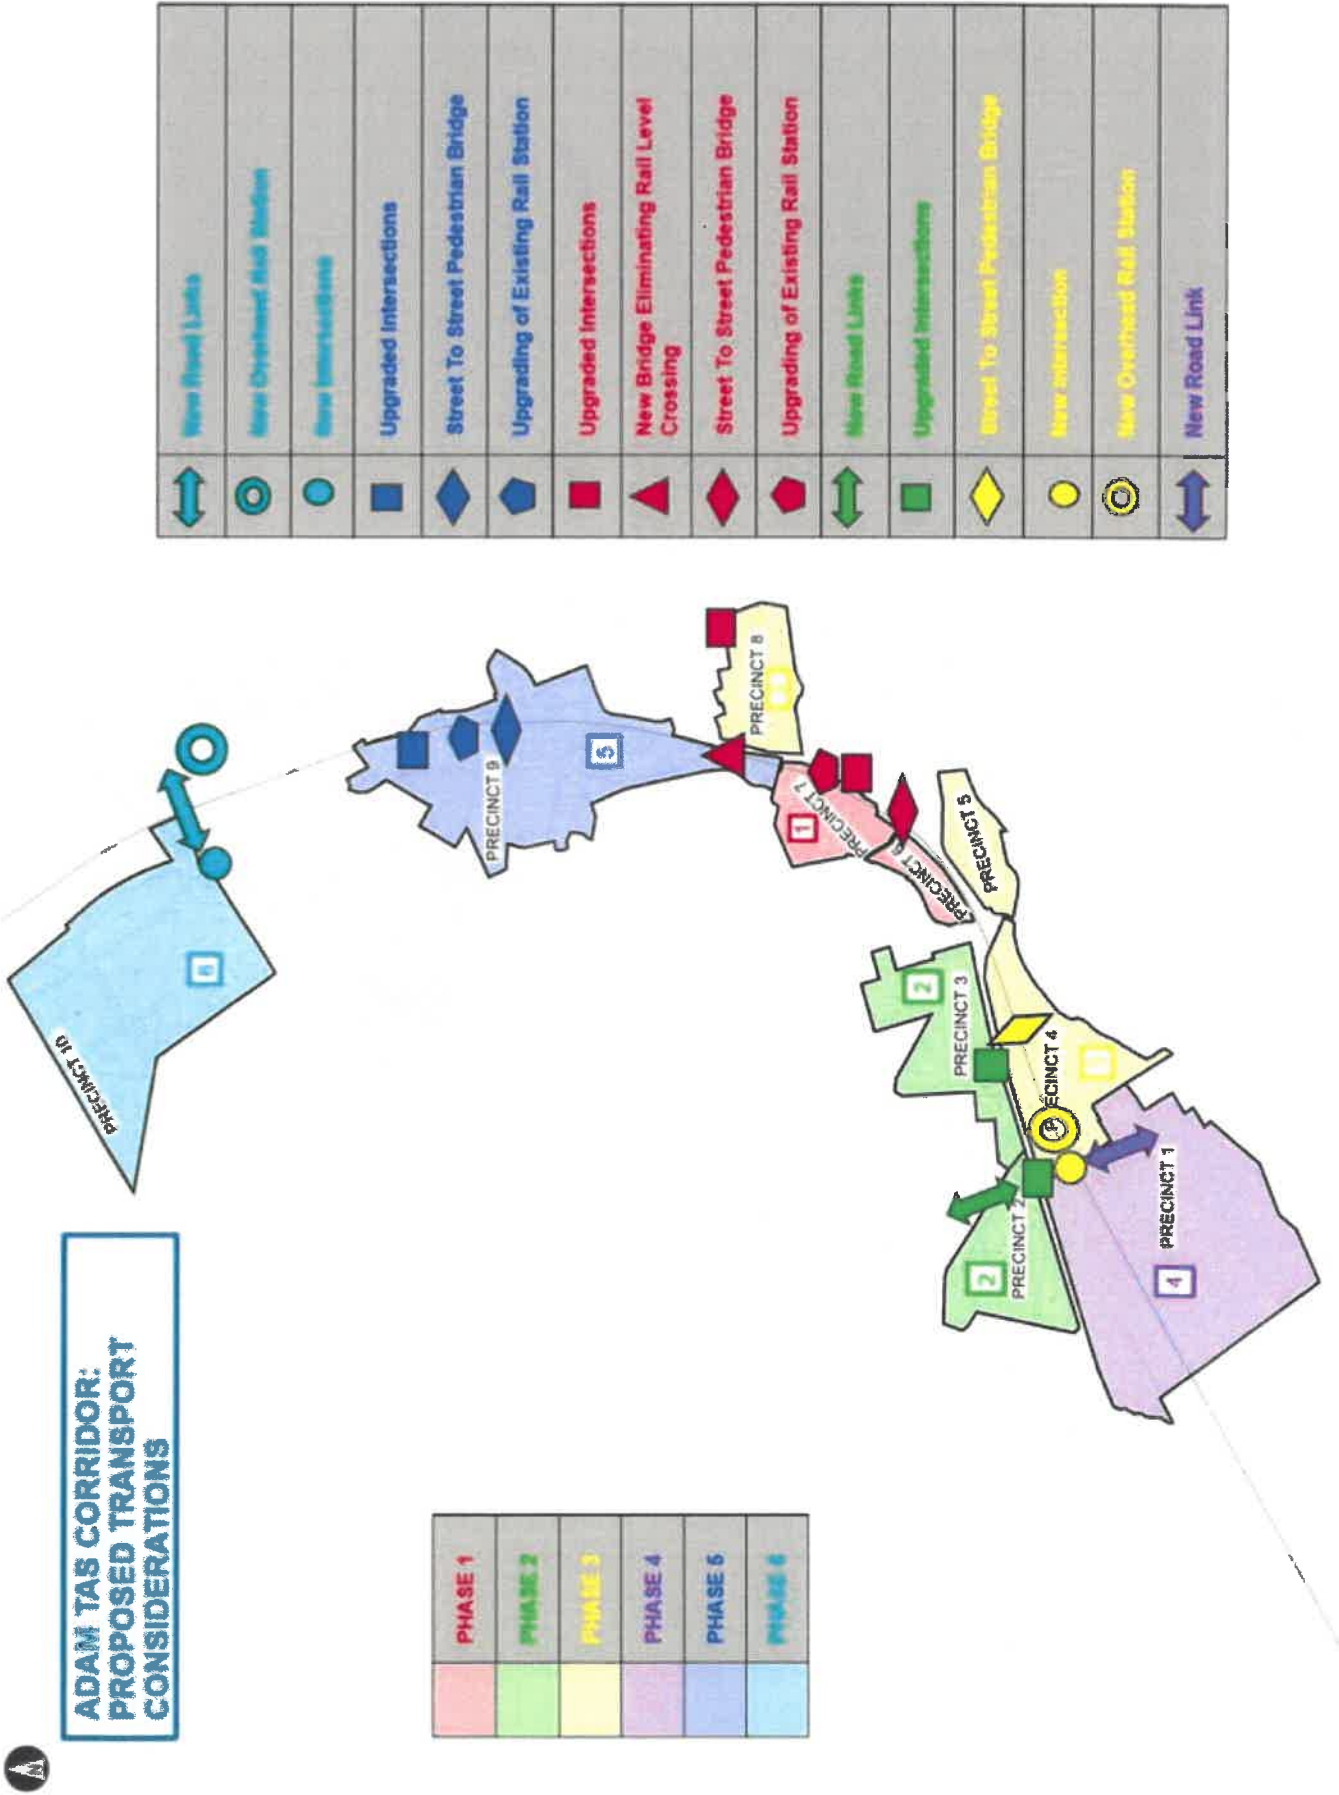 N
ADAM TAS CORRIDOR:
PROPOSED TRANSPORT
CONSIDERATIONS
PHASE 1
PHASE 2
PHASE 3
PHASE 4
PHASE 5
PHASE 6
PRECINCT 10
6
PRECINCT 9
5
PRECINCT 8
PRECINCT 7
1
PRECINCT 6
PRECINCT 5
PRECINCT 3
2
PRECINCT 4
PRECINCT 2
2
PRECINCT 1
4
New Road Links
New Overhead Rail Station
New Intersections
Upgraded Intersections
Street To Street Pedestrian Bridge
Upgrading of Existing Rail Station
Upgraded Intersections
New Bridge Eliminating Rail Level
Crossing
Street To Street Pedestrian Bridge
Upgrading of Existing Rail Station
New Road Links
Upgraded Intersections
Street To Street Pedestrian Bridge
New Intersection
New Overhead Rail Station
New Road Link